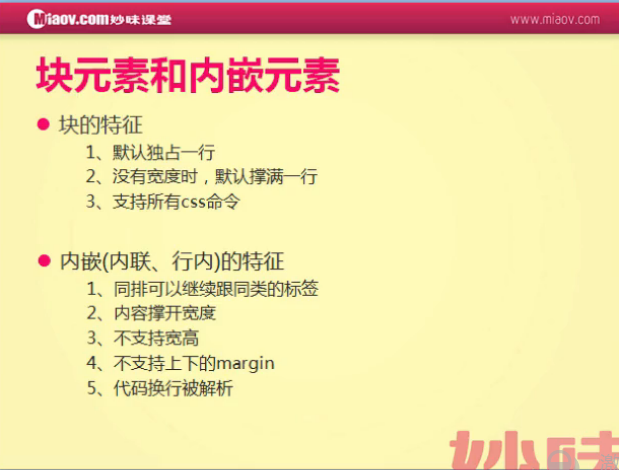 Miaov.com妙味课堂
www.miaov.com
块元素和内嵌元素
块的特征
1、默认独占一行
2、没有宽度时，默认撑满一行
3、支持所有css命令
内嵌(内联、行内)的特征
1、同排可以继续跟同类的标签
2、内容撑开宽度
3、不支持宽高
4、不支持上下的margin
5、代码换行被解析
妙味